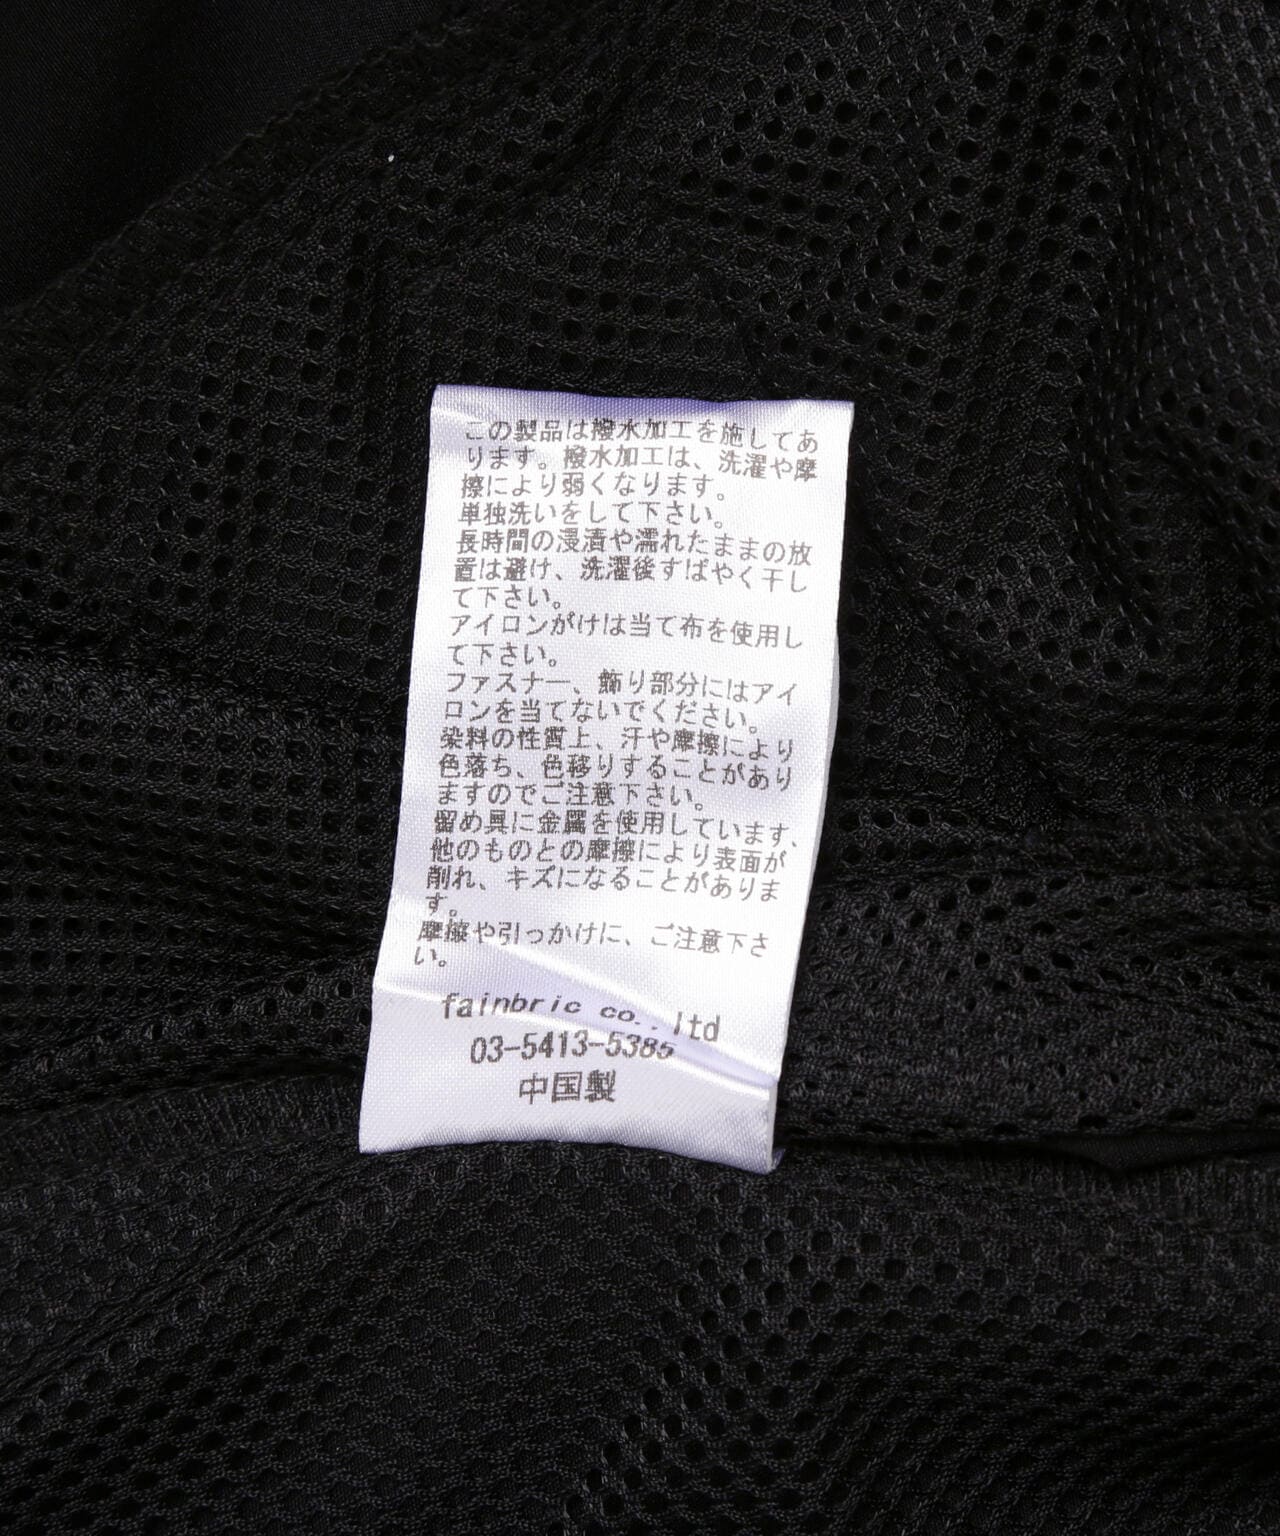 この製品は撥水加工を施してあ
ります。撥水加工は、洗濯や摩
擦により弱くなります。
単独洗いをして下さい。
長時間の浸漬や濡れたままの放
置は避け、洗濯後すばやく干し
て下さい。
アイロンがけは当て布を使用し
て下さい。
ファスナー、飾り部分にはアイ
ロンを当てないでください。
染料の性質上、汗や摩擦により
色落ち、色移りすることがあり
ますのでご注意下さい。
留め具に金属を使用しています、
他のものとの摩擦により表面が
削れ、キズになることがありま
す。
摩擦や引っかけに、ご注意下さ
い。
fainbric co.,ltd
03-5413-5385
中国製